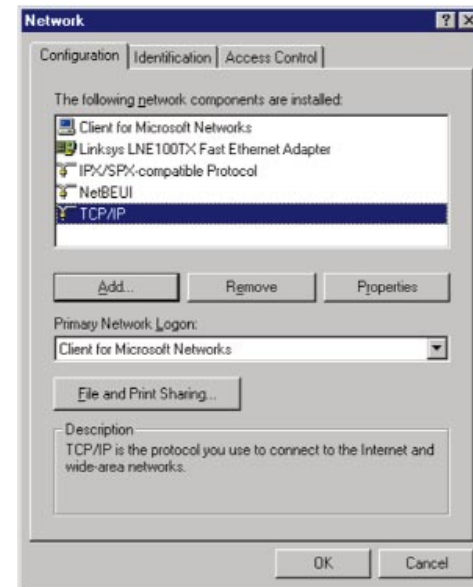 Network
Configuration Identification Access Control
The following network components are installed:
Client for Microsoft Networks
Linksys LNE100TX Fast Ethernet Adapter
IPX/SPX-compatible Protocol
NetBEUI
TCP/IP
Add... Remove Properties
Primary Network Logon:
Client for Microsoft Networks
File and Print Sharing...
Description
TCP/IP is the protocol you use to connect to the Internet and
wide-area networks.
OK Cancel